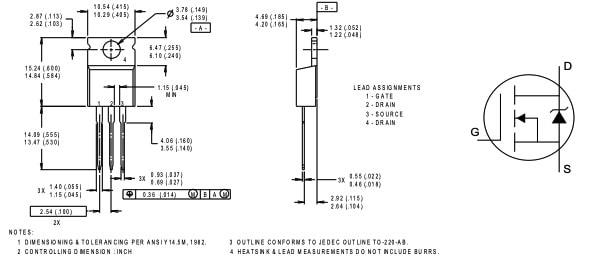 10.54 (.415)
10.29 (.405)
2.87 (.113)
2.62 (.103)
ø 3.78 (.149)
3.54 (.139)
- A -
4
6.47 (.255)
6.10 (.240)
15.24 (.600)
14.84 (.584)
1.15 (.045)
MIN
1 2 3
14.09 (.555)
13.47 (.530)
4.06 (.160)
3.55 (.140)
3X 1.40 (.055)
1.15 (.045)
3X 0.93 (.037)
0.69 (.027)
0.36 (.014) M B A M
2.54 (.100)
2X
- B -
4.69 (.185)
4.20 (.165)
1.32 (.052)
1.22 (.048)
3X 0.55 (.022)
0.46 (.018)
2.92 (.115)
2.64 (.104)
LEAD ASSIGNMENTS
1 - GATE
2 - DRAIN
3 - SOURCE
4 - DRAIN
D
G
S
NOTES:
1 DIMENSIONING & TOLERANCING PER ANSI Y14.5M, 1982.
2 CONTROLLING DIMENSION : INCH
3 OUTLINE CONFORMS TO JEDEC OUTLINE TO-220-AB.
4 HEATSINK & LEAD MEASUREMENTS DO NOT INCLUDE BURRS.